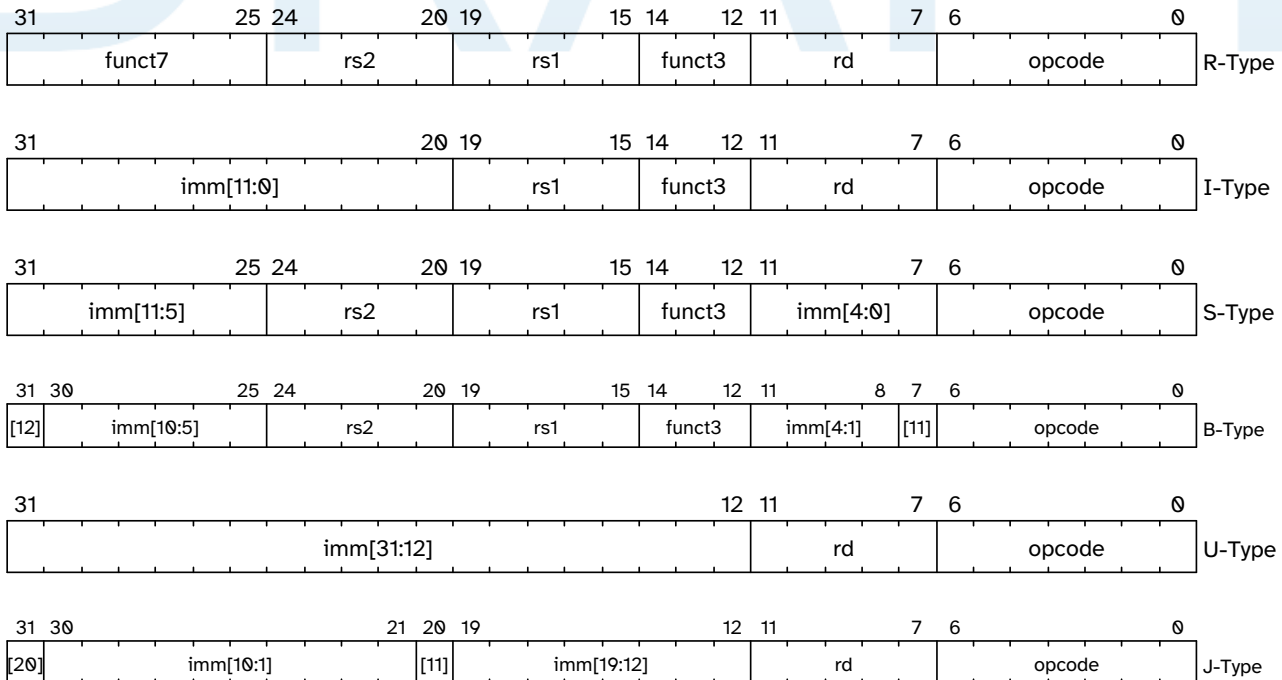 31 25 24 20 19 15 14 12 11 7 6 0
funct7 rs2 rs1 funct3 rd opcode R-Type
31 20 19 15 14 12 11 7 6 0
imm[11:0] rs1 funct3 rd opcode I-Type
31 25 24 20 19 15 14 12 11 7 6 0
imm[11:5] rs2 rs1 funct3 imm[4:0] opcode S-Type
31 30 25 24 20 19 15 14 12 11 8 7 6 0
[12] imm[10:5] rs2 rs1 funct3 imm[4:1] [11] opcode B-Type
31 12 11 7 6 0
imm[31:12] rd opcode U-Type
31 30 21 20 19 12 11 7 6 0
[20] imm[10:1] [11] imm[19:12] rd opcode J-Type